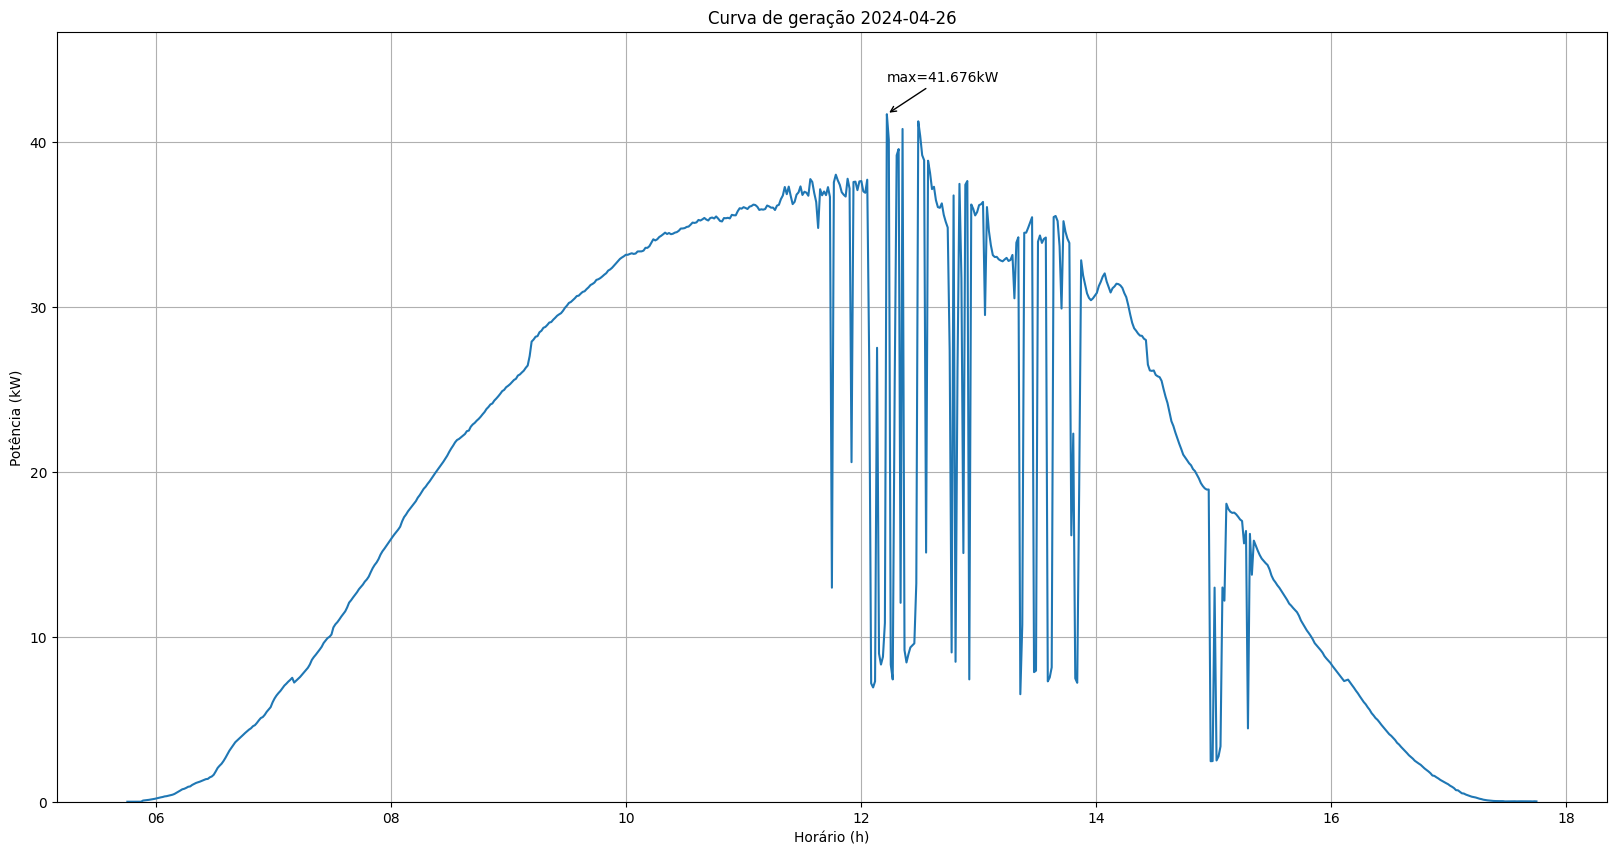 Curva de geração 2024-04-26
max=41.676kW
Potência (kW)
40
30
20
10
0
06 08 10 12 14 16 18
Horário (h)